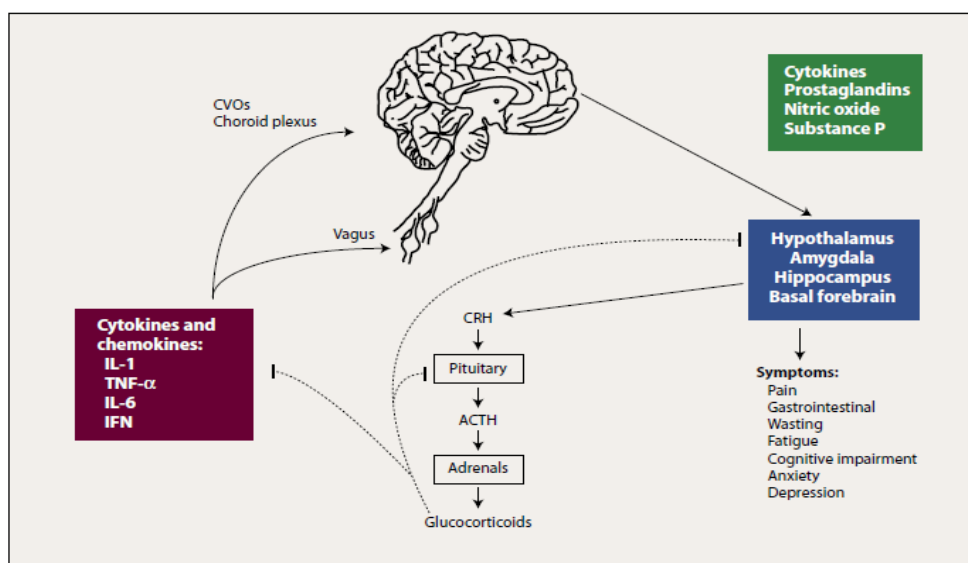 CVOs
Choroid plexus
Cytokines
Prostaglandins
Nitric oxide
Substance P
Vagus
Hypothalamus
Amygdala
Hippocampus
Basal forebrain
Cytokines and
chemokines:
IL-1
TNF-α
IL-6
IFN
CRH
Pituitary
ACTH
Adrenals
Glucocorticoids
Symptoms:
Pain
Gastrointestinal
Wasting
Fatigue
Cognitive impairment
Anxiety
Depression